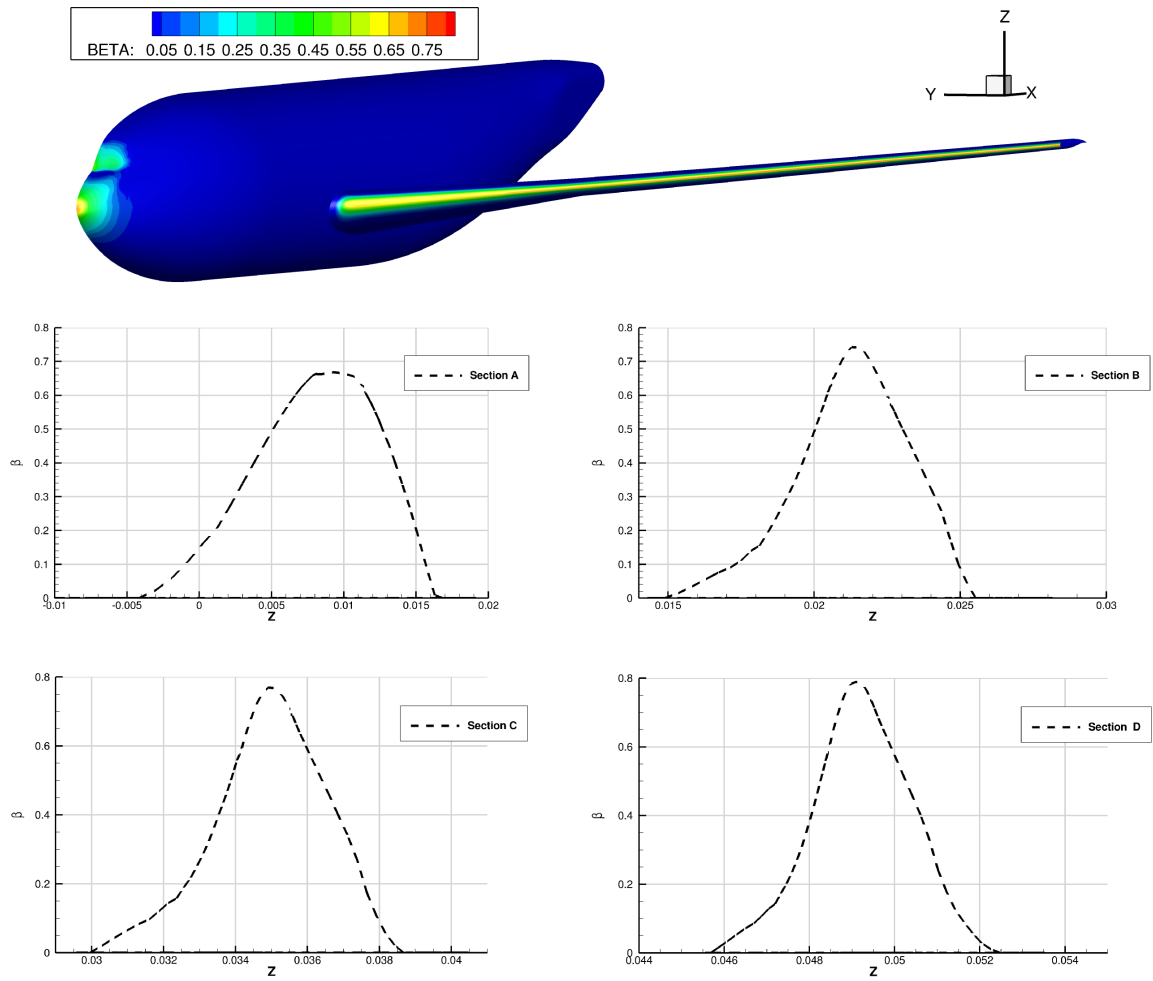 BETA: 0.05 0.15 0.25 0.35 0.45 0.55 0.65 0.75
Z
Y
X
0.8
0.7
0.6
0.5
0.4
0.3
0.2
0.1
0
β
-0.01 -0.005 0 0.005 0.01 0.015 0.02
Z
Section A
0.8
0.7
0.6
0.5
0.4
0.3
0.2
0.1
0
β
0.015 0.02 0.025 0.03
Z
Section B
0.8
0.6
0.4
0.2
0
β
0.03 0.032 0.034 0.036 0.038 0.04
Z
Section C
0.8
0.6
0.4
0.2
0
β
0.044 0.046 0.048 0.05 0.052 0.054
Z
Section D